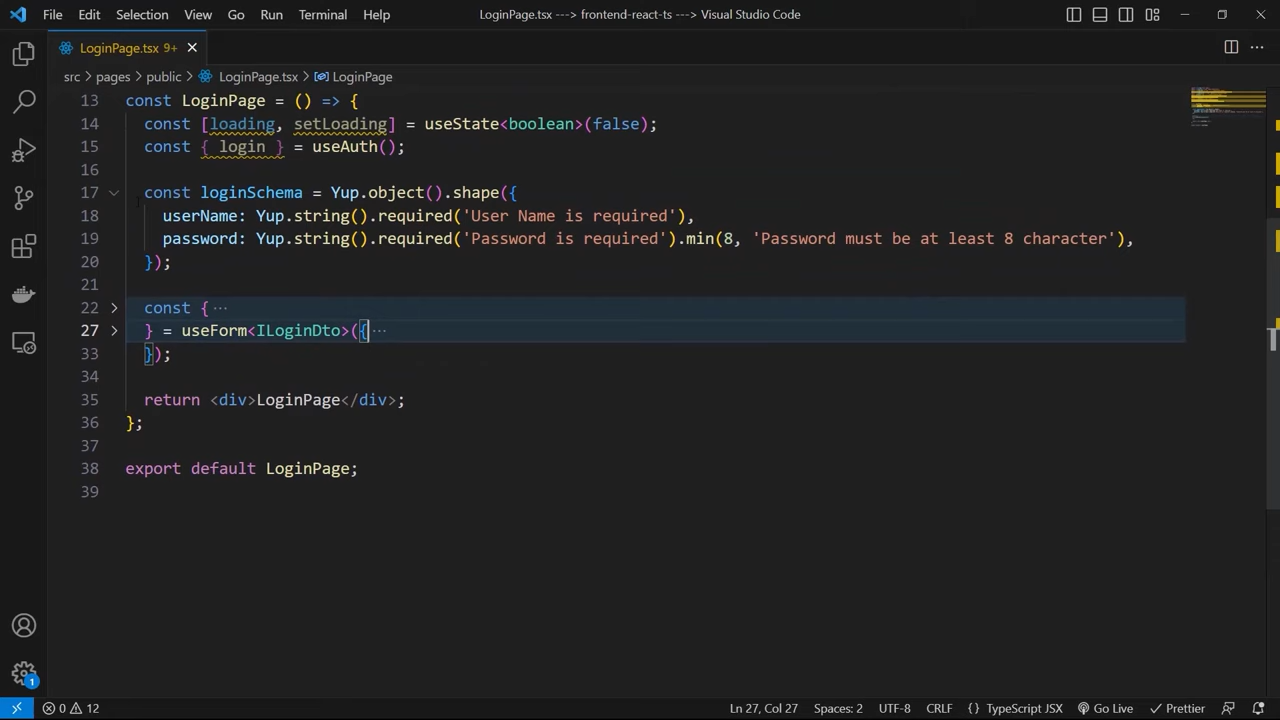 File Edit Selection View Go Run Terminal Help LoginPage.tsx ---> frontend-react-ts ---> Visual Studio Code
LoginPage.tsx 9+
src > pages > public > LoginPage.tsx > LoginPage
13 const LoginPage = () => {
14 const [loading, setLoading] = useState<boolean>(false);
15 const { login } = useAuth();
16
17 const loginSchema = Yup.object().shape({
18 userName: Yup.string().required('User Name is required'),
19 password: Yup.string().required('Password is required').min(8, 'Password must be at least 8 character'),
20 });
21
22 const { ···
27 } = useForm<ILoginDto>({ ···
33 });
34
35 return <div>LoginPage</div>;
36 };
37
38 export default LoginPage;
39
1
0 12 Ln 27, Col 27 Spaces: 2 UTF-8 CRLF {} TypeScript JSX Go Live Prettier